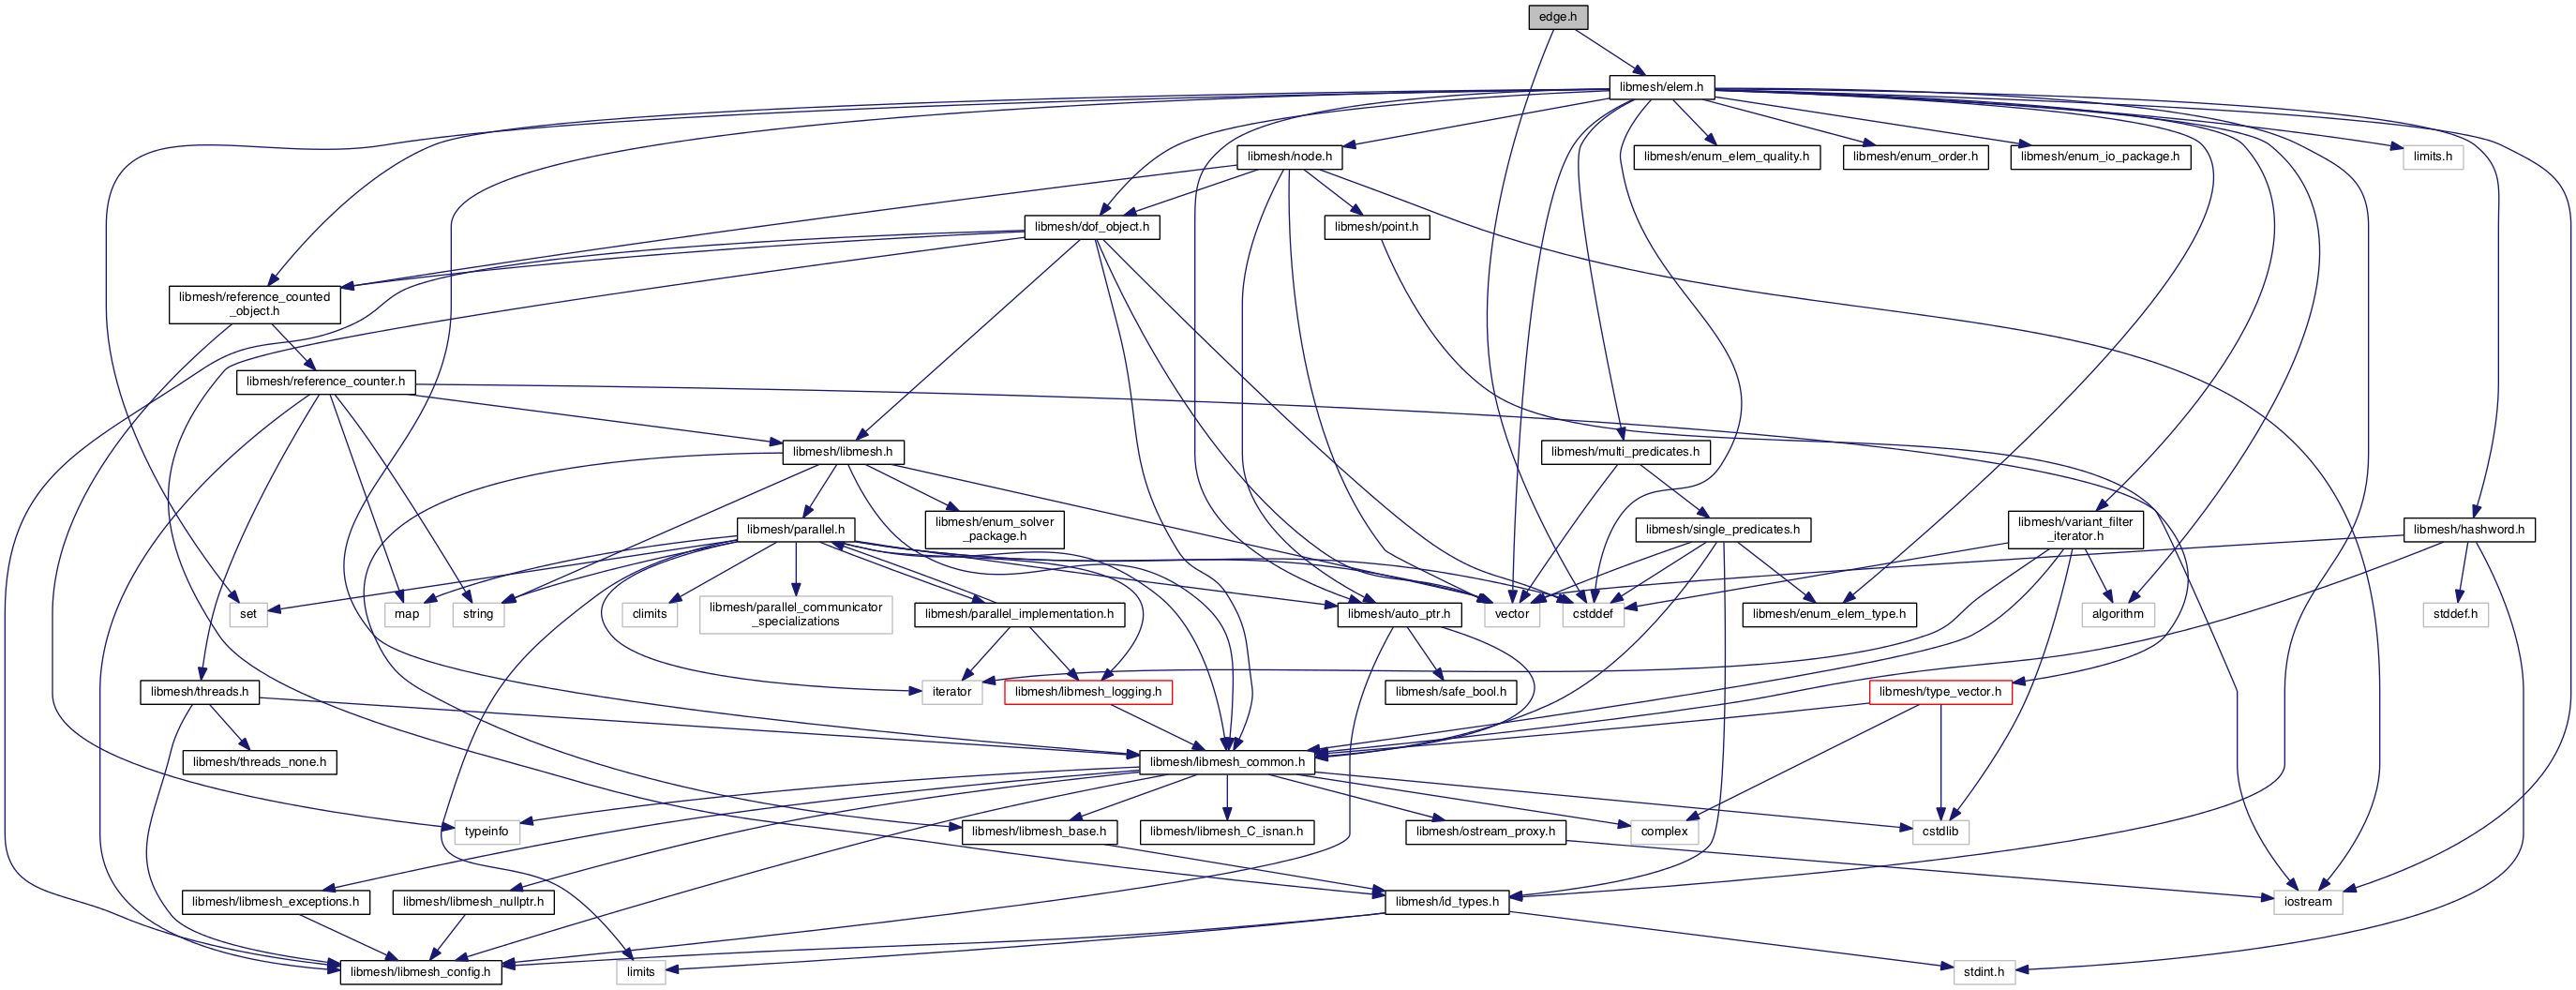 edge.h
libmesh/elem.h
libmesh/node.h
libmesh/enum_elem_quality.h
libmesh/enum_order.h
libmesh/enum_io_package.h
limits.h
libmesh/dof_object.h
libmesh/point.h
libmesh/reference_counted
_object.h
libmesh/reference_counter.h
libmesh/libmesh.h
libmesh/multi_predicates.h
libmesh/parallel.h
libmesh/enum_solver
_package.h
libmesh/single_predicates.h
libmesh/variant_filter
_iterator.h
libmesh/hashword.h
set
map
string
climits
libmesh/parallel_communicator
_specializations
libmesh/parallel_implementation.h
libmesh/auto_ptr.h
vector
cstddef
libmesh/enum_elem_type.h
algorithm
stddef.h
libmesh/threads.h
iterator
libmesh/libmesh_logging.h
libmesh/safe_bool.h
libmesh/type_vector.h
libmesh/threads_none.h
libmesh/libmesh_common.h
typeinfo
libmesh/libmesh_base.h
libmesh/libmesh_C_isnan.h
libmesh/ostream_proxy.h
complex
cstdlib
libmesh/libmesh_exceptions.h
libmesh/libmesh_nullptr.h
libmesh/id_types.h
iostream
libmesh/libmesh_config.h
limits
stdint.h